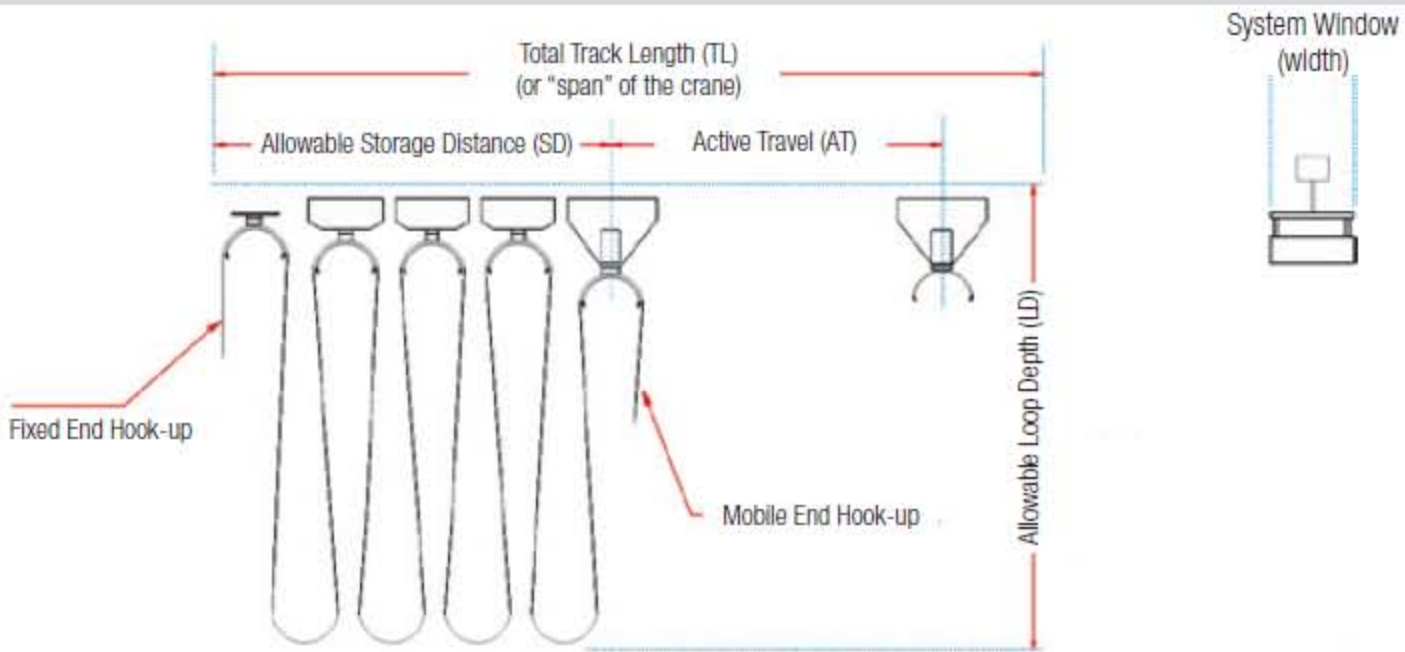 Total Track Length (TL)
(or "span" of the crane)
System Window
(width)
Allowable Storage Distance (SD)
Active Travel (AT)
Allowable Loop Depth (LD)
Fixed End Hook-up
Mobile End Hook-up